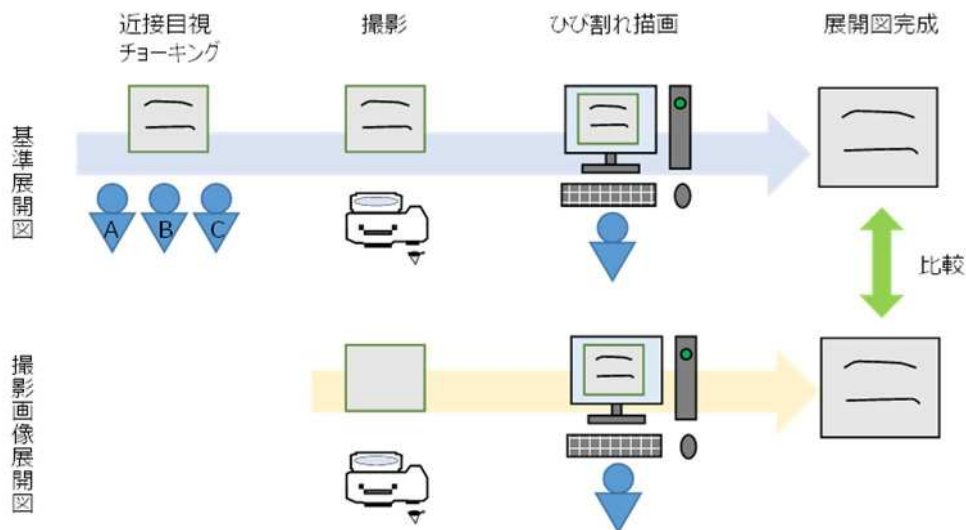 近接目視
チョーキング
撮影
ひび割れ描画
展開図完成
基準展開図
A
B
C
比較
撮影画像展開図